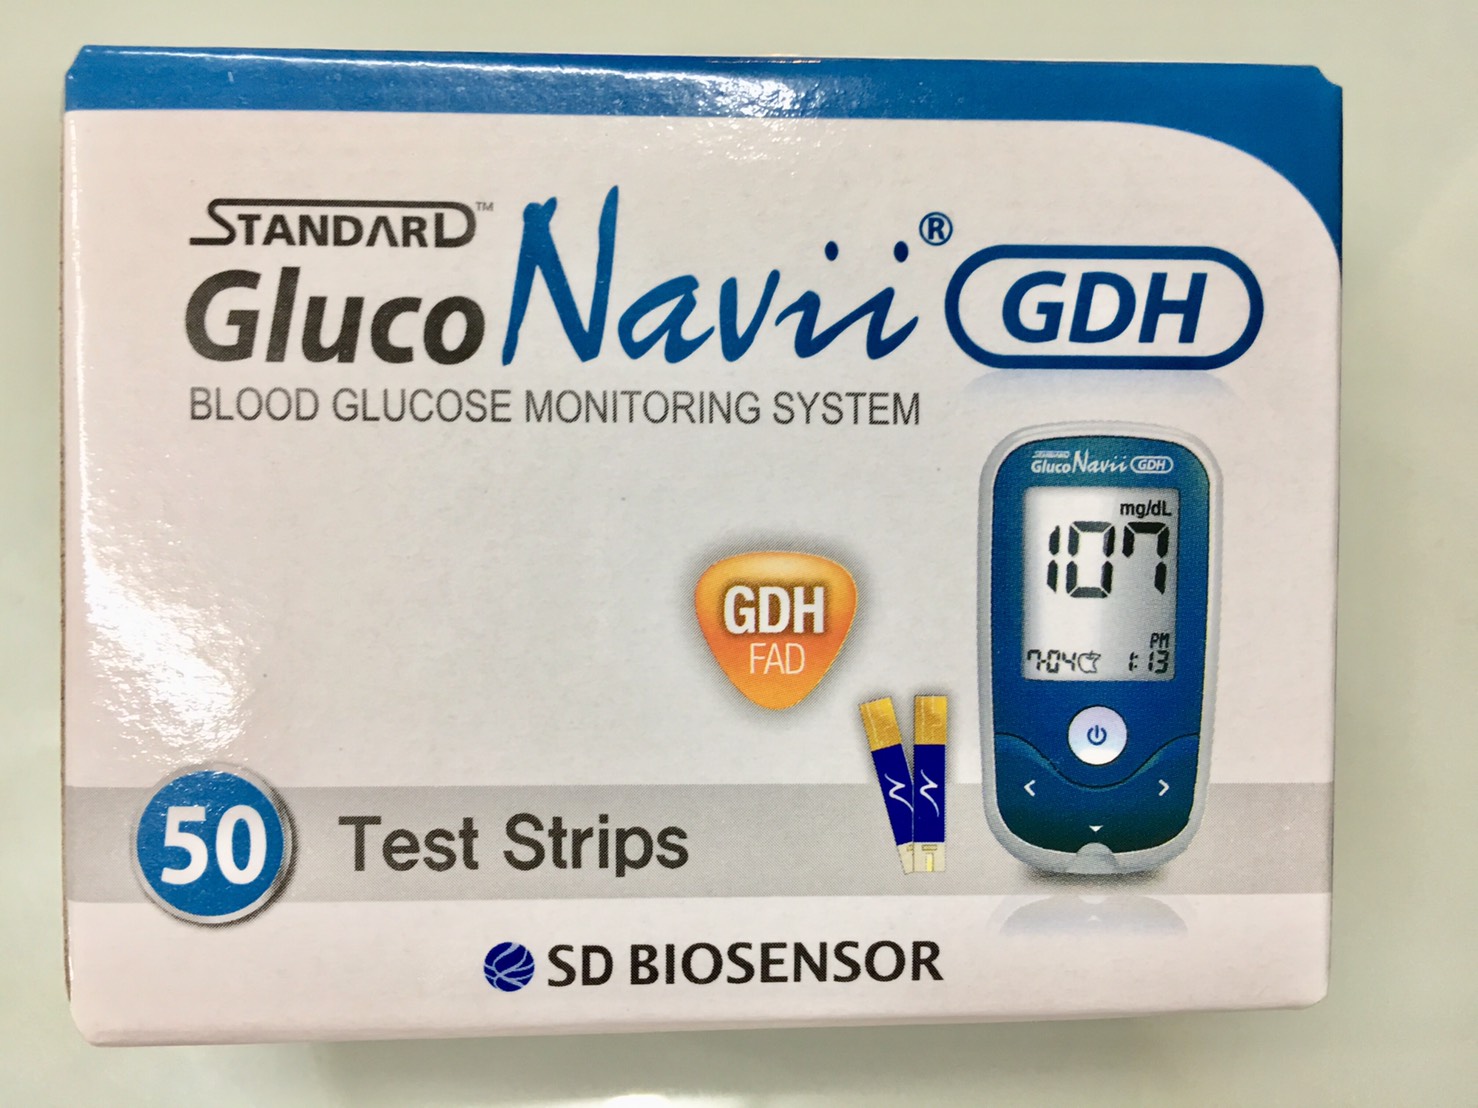 STANDARD™
GlucoNavii® GDH
BLOOD GLUCOSE MONITORING SYSTEM
STANDARD
GlucoNavii GDH
mg/dL
107
PM
7-04 1:13
GDH
FAD
50 Test Strips
SD BIOSENSOR